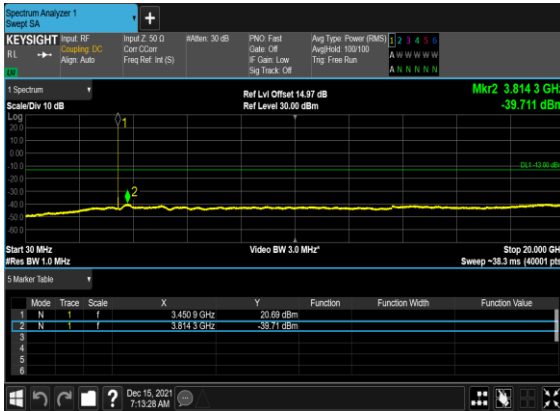 Spectrum Analyzer 1
Swept SA
+
KEYSIGHT Input: RF Input Z: 50 Ω #Atten: 30 dB PNO: Fast Avg Type: Power (RMS) 1 2 3 4 5 6
RL Coupling: DC Corr CCorr Gate: Off Avg|Hold: 100/100 A W W W W W
Align: Auto Freq Ref: Int (S) IF Gain: Low Trig: Free Run
Sig Track: Off A N N N N N
1 Spectrum Ref Lvl Offset 14.97 dB Mkr2 3.814 3 GHz
Scale/Div 10 dB Ref Level 30.00 dBm -39.711 dBm
Log
20.0
10.0
0.00
-10.0
-20.0
-30.0
-40.0
-50.0
-60.0
1
2
DL1 -13.00 dBm
Start 30 MHz Video BW 3.0 MHz* Stop 20.000 GHz
#Res BW 1.0 MHz Sweep ~38.3 ms (40001 pts)
5 Marker Table
Mode Trace Scale X Y Function Function Width Function Value
1 N 1 f 3.450 9 GHz 20.69 dBm
2 N 1 f 3.814 3 GHz -39.71 dBm
3
4
5
6
? Dec 15, 2021
7:13:28 AM